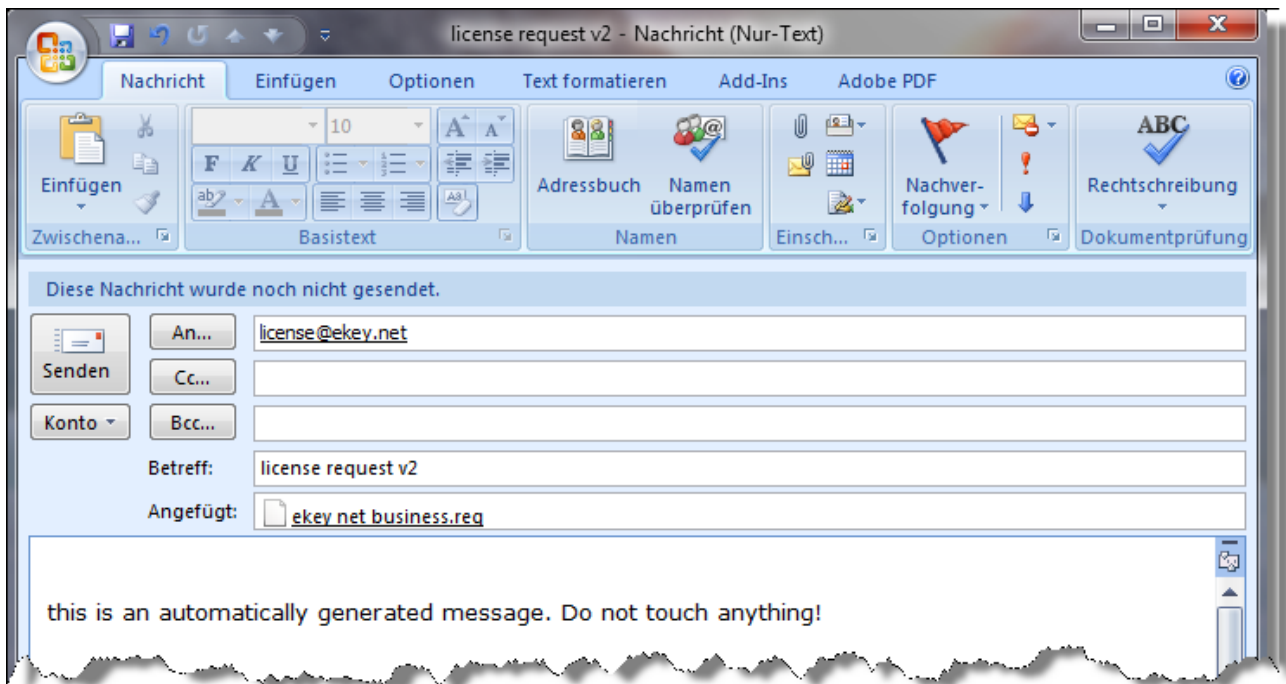 license request v2 - Nachricht (Nur-Text)
Nachricht Einfügen Optionen Text formatieren Add-Ins Adobe PDF
10
A A
ABC
F K U
Einfügen
Adressbuch
Namen
überprüfen
Nachver-
folgung
Rechtschreibung
ab A Aa
Zwischena... Basistext Namen Einsch... Optionen Dokumentprüfung
Diese Nachricht wurde noch nicht gesendet.
Senden
An... license@ekey.net
Cc...
Konto Bcc...
Betreff: license request v2
Angefügt: ekey net business.req
this is an automatically generated message. Do not touch anything!